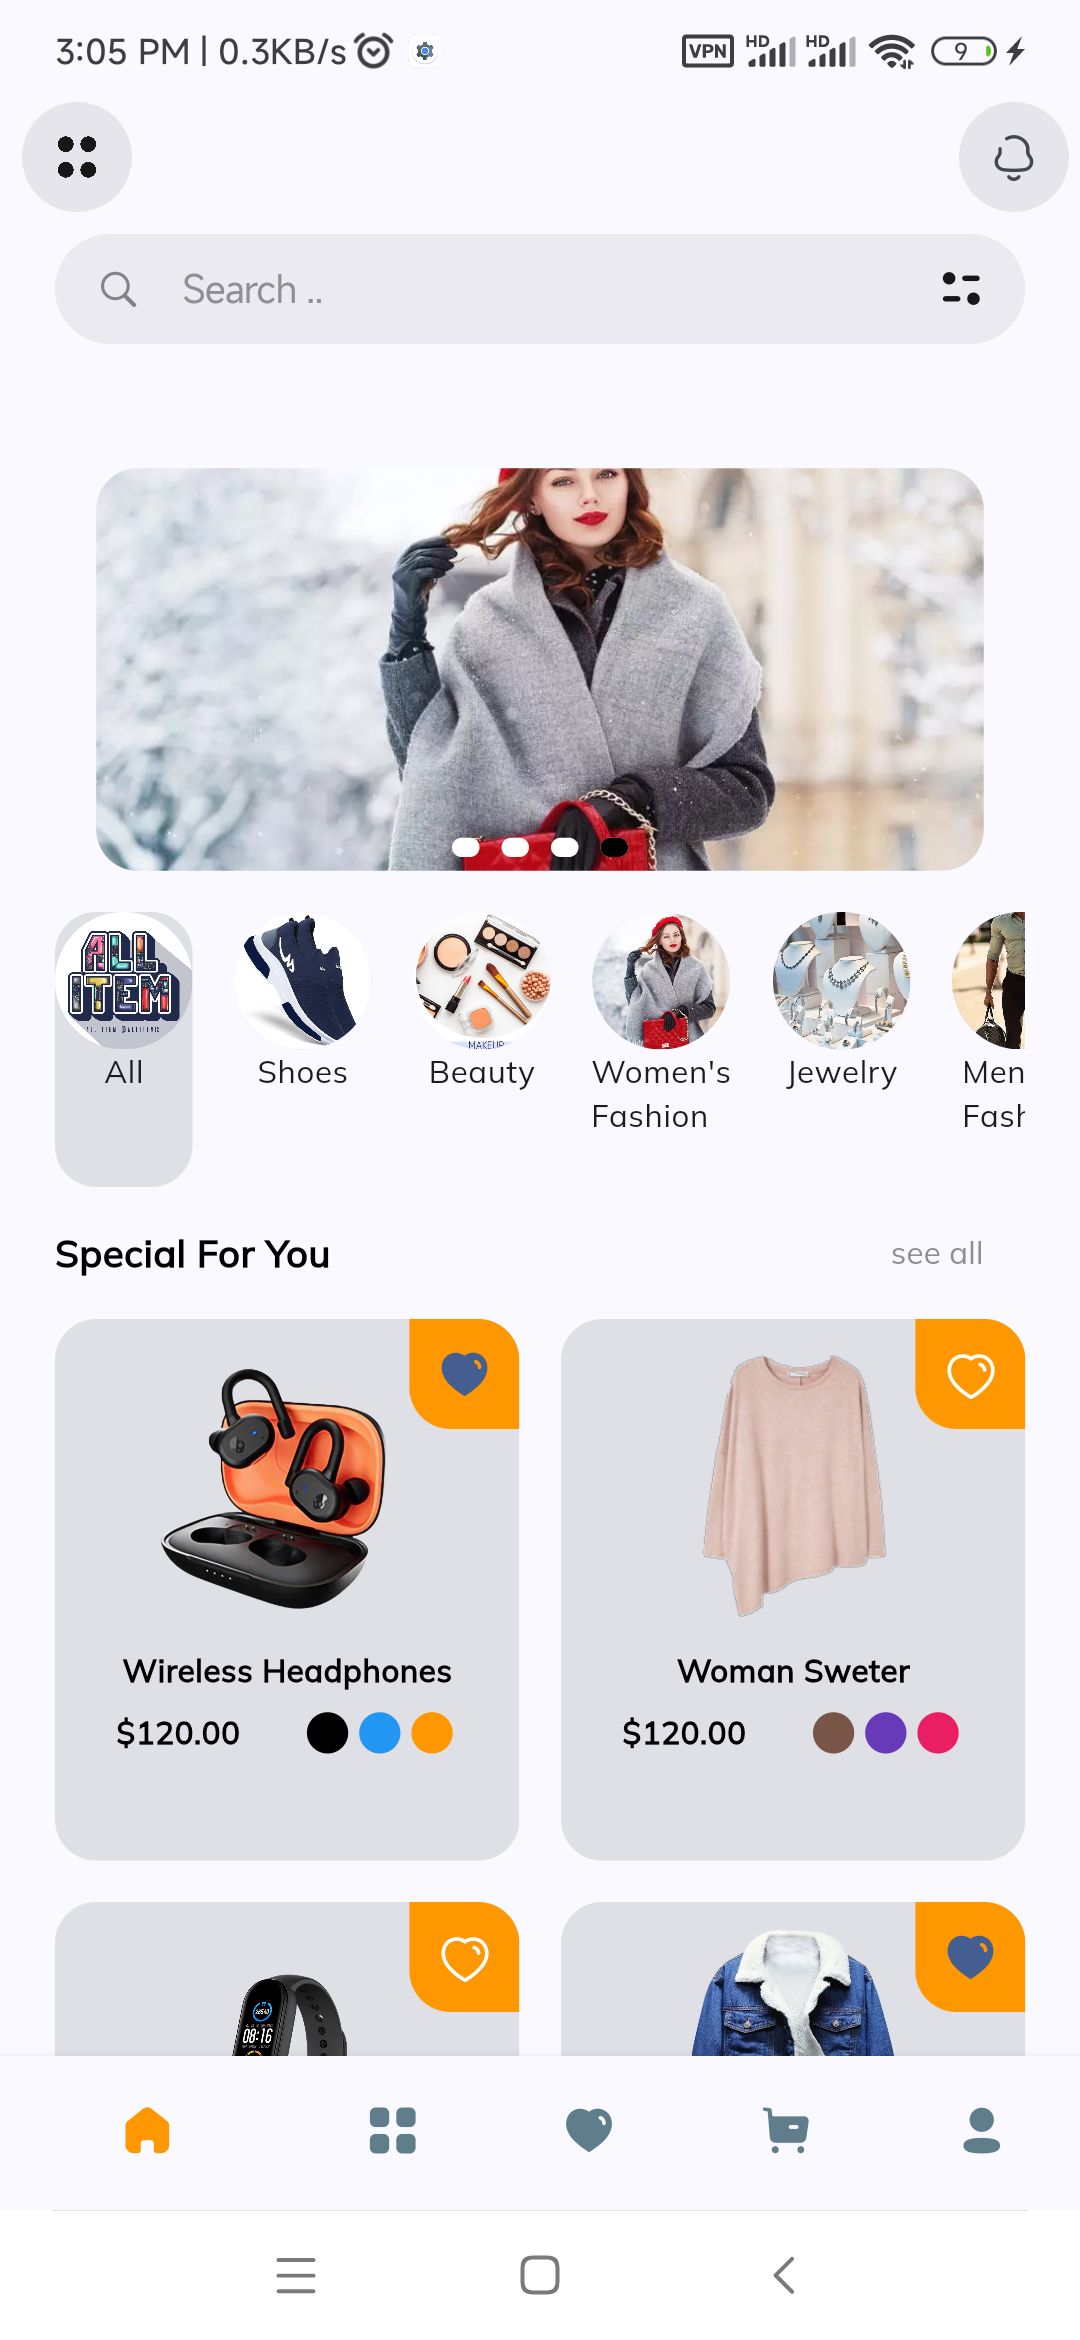 3:05 PM | 0.3KB/s
VPN HD HD 9
Search ..
ALL
ITEM
MAKEUP
All
Shoes
Beauty
Women's
Fashion
Jewelry
Men
Fash
Special For You
see all
Wireless Headphones
$120.00
Woman Sweter
$120.00
08:16